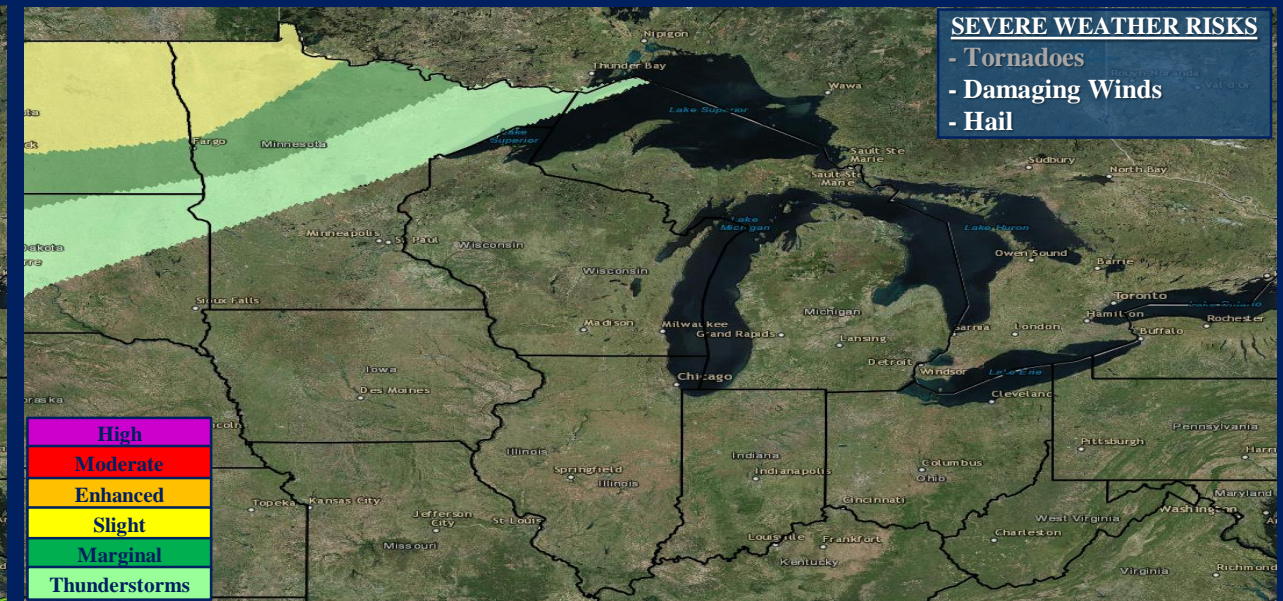 SEVERE WEATHER RISKS
- Tornadoes
- Damaging Winds
- Hail
Nipigon
Thunder Bay
Wawa
Lake Superior
Lake
Superior
Fargo
Minnesota
Sault Ste
Marie
Sault Ste
Marie
Sudbury
North Bay
Minneapolis
St Paul
Wisconsin
Wisconsin
Lake
Michigan
Lake Huron
Owen Sound
Barrie
Sioux Falls
Toronto
Hamilton
Lake Ontario
Rochester
Buffalo
Madison
Milwaukee
Grand Rapids
Michigan
Lansing
Sarnia
London
Detroit
Windsor
Lake Erie
Chicago
Cleveland
Iowa
Des Moines
Pennsylvania
Pittsburgh
Illinois
Springfield
Illinois
Indiana
Indianapolis
Columbus
Ohio
Maryland
Washington
Topeka
Kansas City
Jefferson
City
St Louis
Missouri
Cincinnati
Louisville
Frankfort
Kentucky
West Virginia
Charleston
Virginia
Richmond
High
Moderate
Enhanced
Slight
Marginal
Thunderstorms